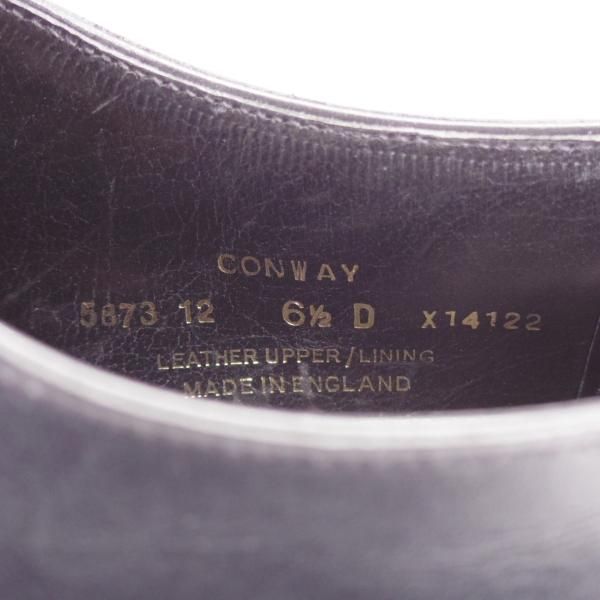 CONWAY
5873 12 6½ D X14122
LEATHER UPPER/LINING
MADE IN ENGLAND